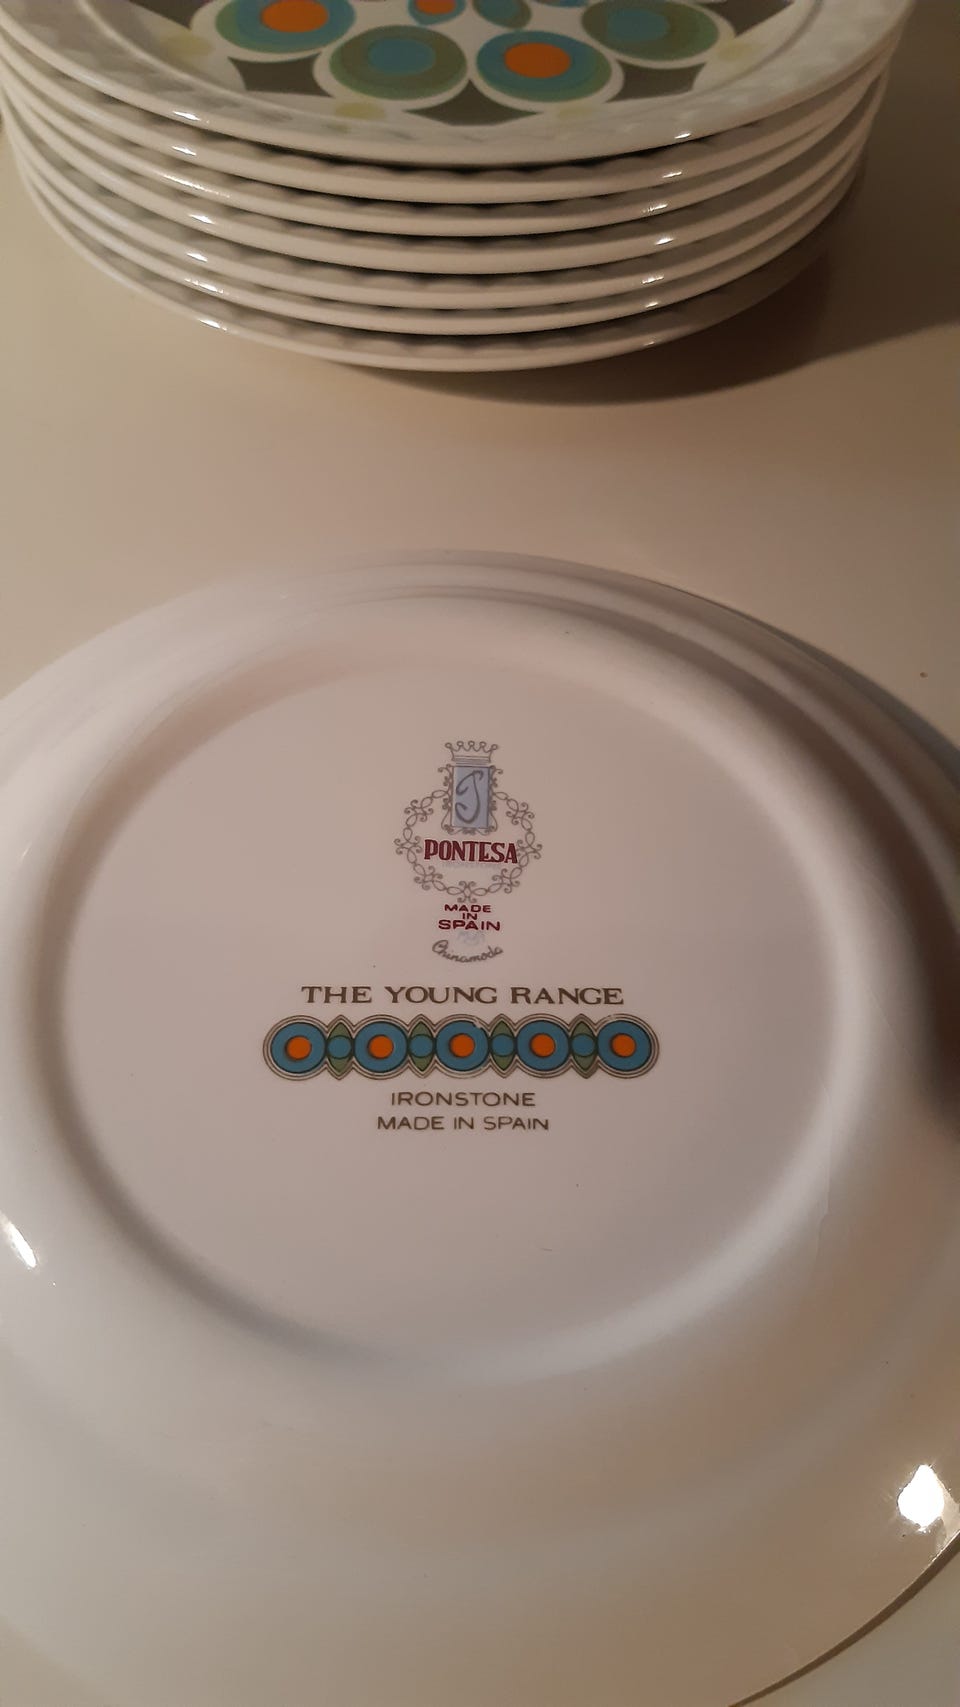 PONTESA
MADE
IN
SPAIN
Chinamoda
THE YOUNG RANGE
IRONSTONE
MADE IN SPAIN